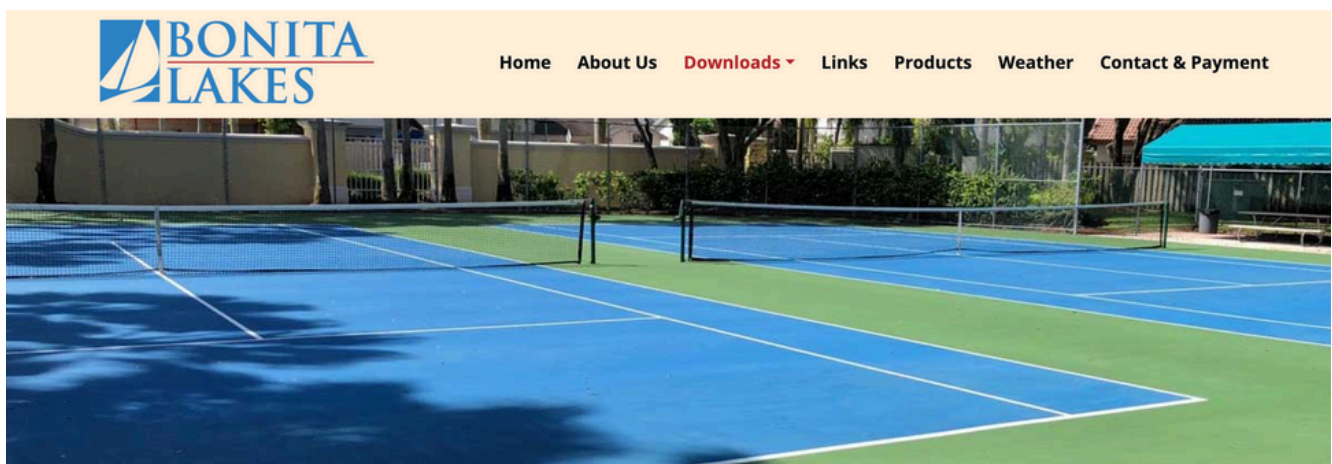 BONITA
LAKES
Home About Us Downloads Links Products Weather Contact & Payment